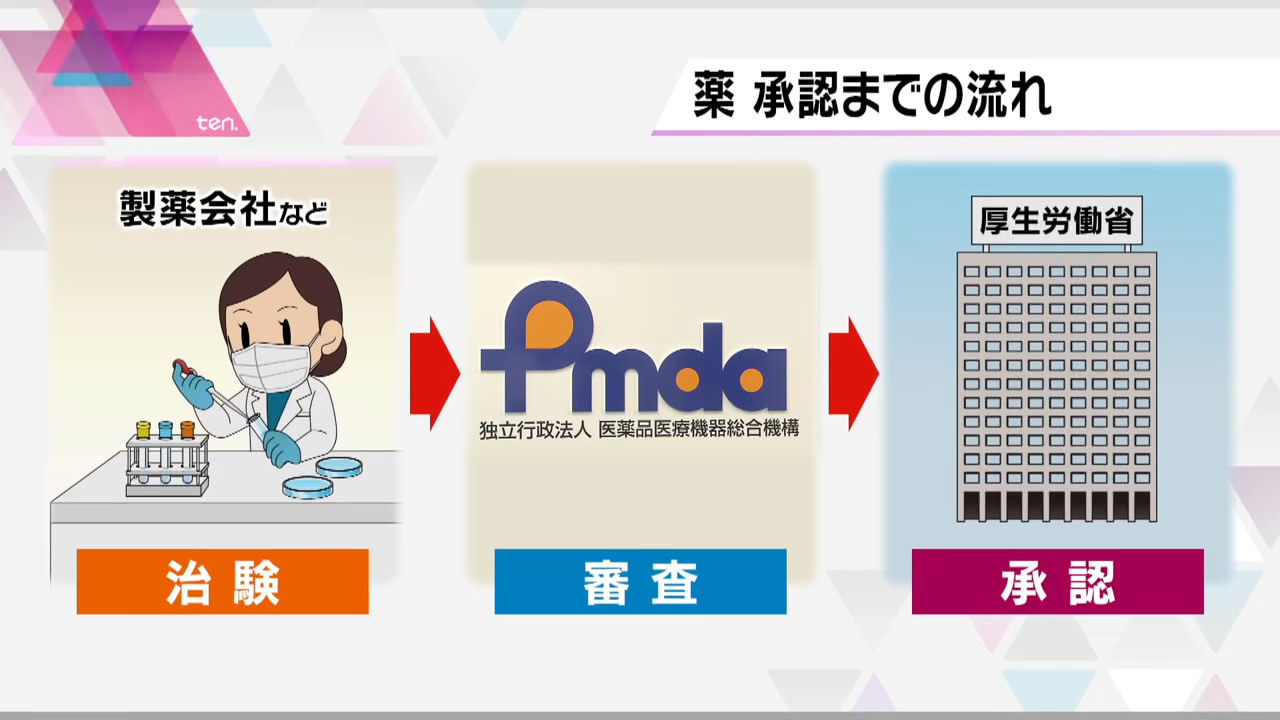 ten.
薬 承認までの流れ
製薬会社など
pmda
独立行政法人 医薬品医療機器総合機構
厚生労働省
治験
審査
承認